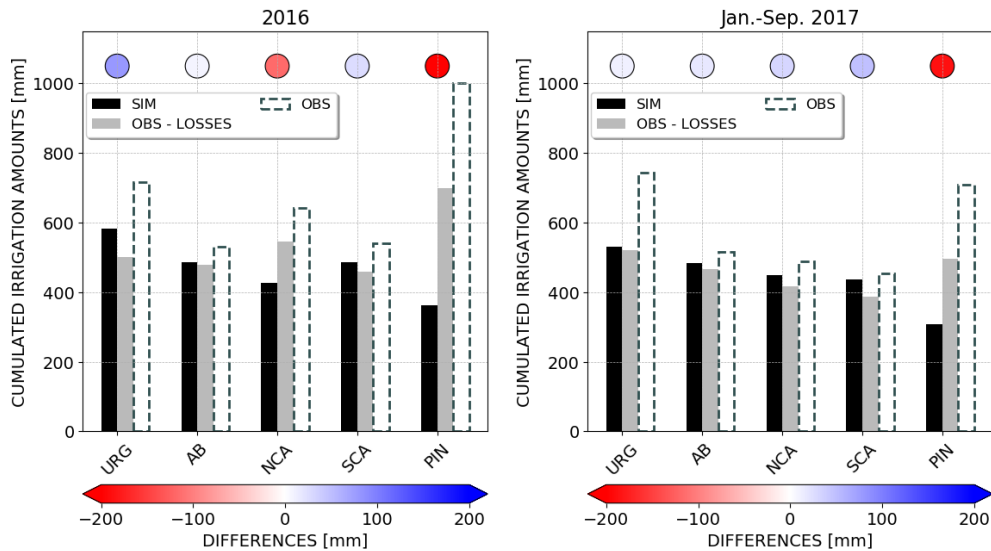 2016
CUMULATED IRRIGATION AMOUNTS [mm]
1000
800
600
400
200
0
SIM
OBS - LOSSES
OBS
URG
AB
NCA
SCA
PIN
−200
−100
0
100
200
DIFFERENCES [mm]
Jan.-Sep. 2017
CUMULATED IRRIGATION AMOUNTS [mm]
1000
800
600
400
200
0
SIM
OBS - LOSSES
OBS
URG
AB
NCA
SCA
PIN
−200
−100
0
100
200
DIFFERENCES [mm]